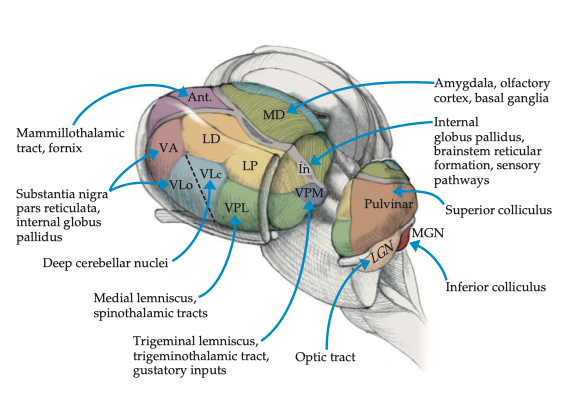 Amygdala, olfactory
cortex, basal ganglia
Ant.
MD
Internal
globus pallidus,
brainstem reticular
formation, sensory
pathways
Mammillothalamic
tract, fornix
LD
VA
LP
In
VLc
VLo
VPM
Substantia nigra
pars reticulata,
internal globus
pallidus
VPL
Pulvinar
Superior colliculus
MGN
LGN
Deep cerebellar nuclei
Inferior colliculus
Medial lemniscus,
spinothalamic tracts
Trigeminal lemniscus,
trigeminothalamic tract,
gustatory inputs
Optic tract